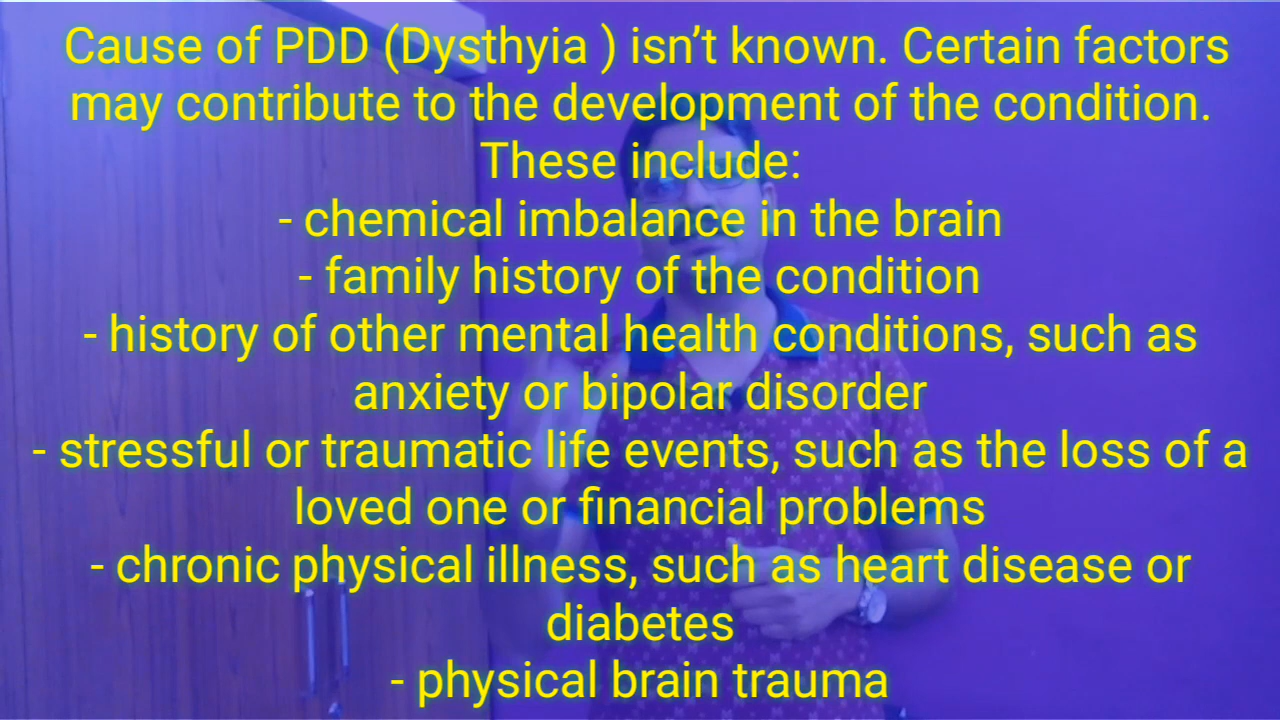 Cause of PDD (Dysthyia ) isn’t known. Certain factors
may contribute to the development of the condition.
These include:
- chemical imbalance in the brain
- family history of the condition
- history of other mental health conditions, such as
anxiety or bipolar disorder
- stressful or traumatic life events, such as the loss of a
loved one or financial problems
- chronic physical illness, such as heart disease or
diabetes
- physical brain trauma